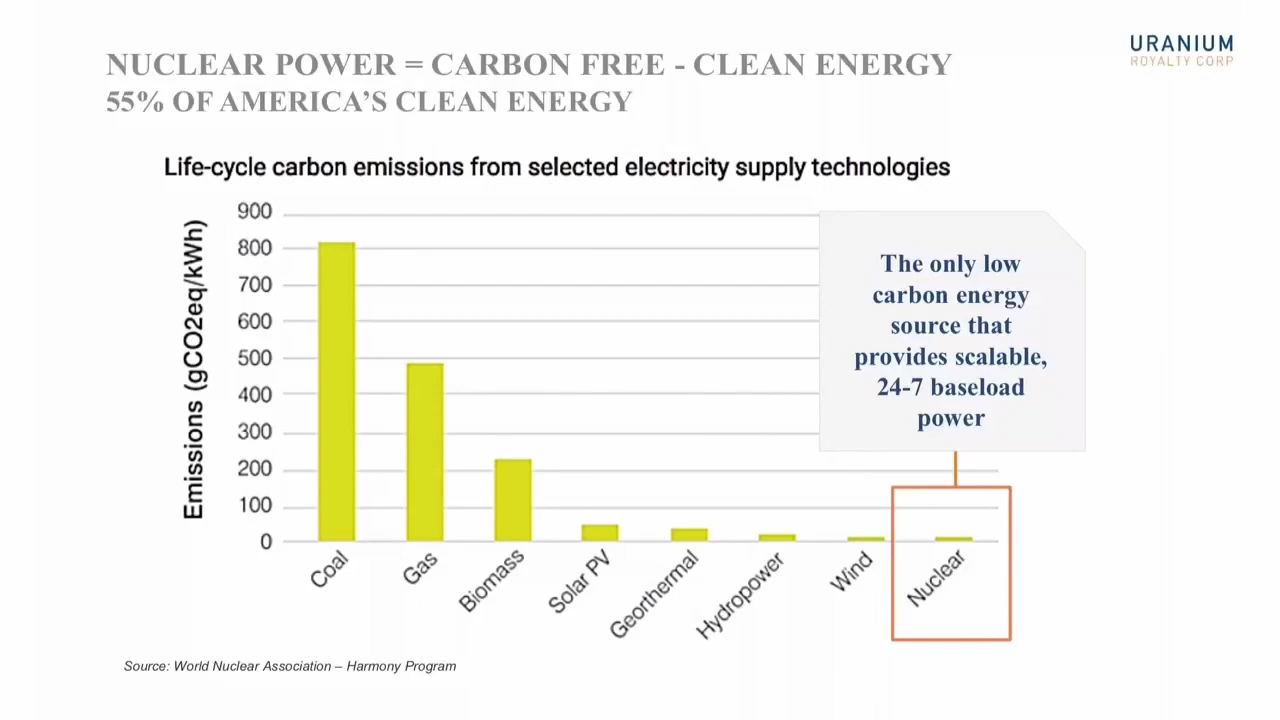 URANIUM
ROYALTY CORP
NUCLEAR POWER = CARBON FREE - CLEAN ENERGY
55% OF AMERICA'S CLEAN ENERGY
Life-cycle carbon emissions from selected electricity supply technologies
Emissions (gCO2eq/kWh)
900
800
700
600
500
400
300
200
100
0
The only low
carbon energy
source that
provides scalable,
24-7 baseload
power
Coal
Gas
Biomass
Solar PV
Georthermal
Hydropower
Wind
Nuclear
Source: World Nuclear Association – Harmony Program